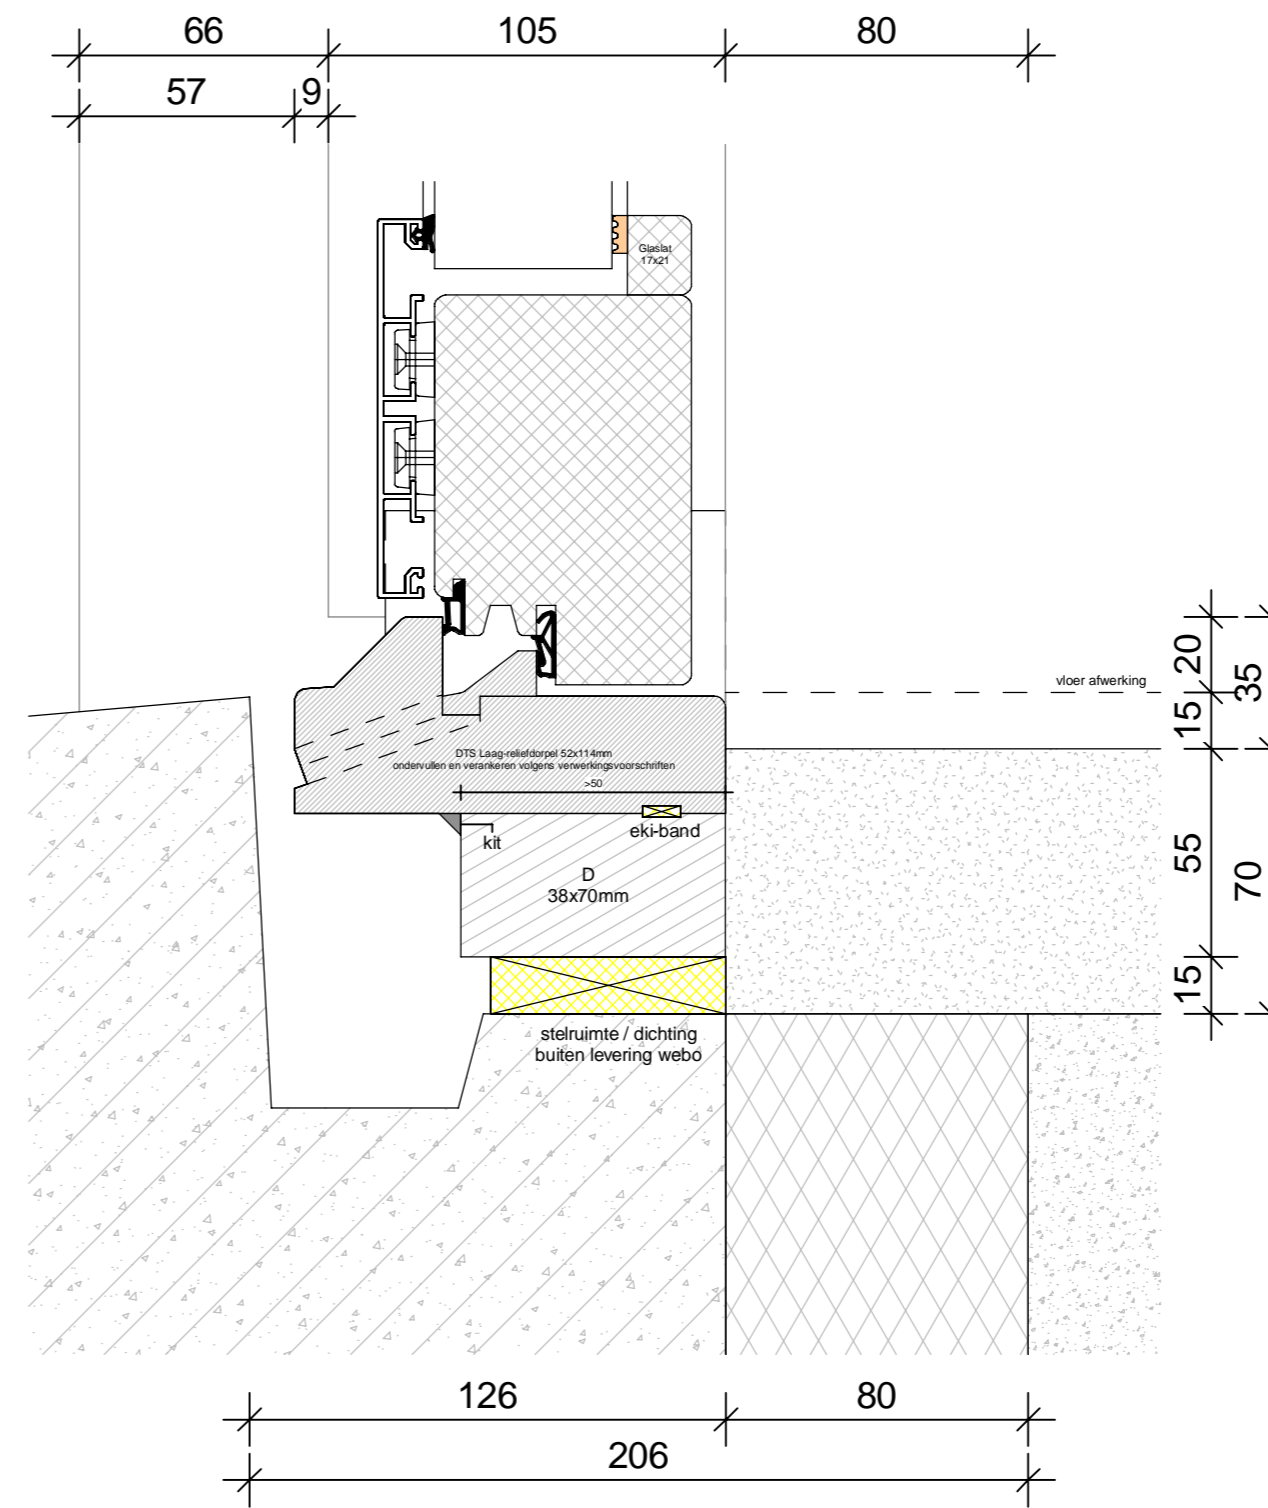 66
105
80
57
9
Glaslat
17x21
20
35
vloer afwerking
15
DTS Laag-reliefdorpel 52x114mm
ondervullen en verankeren volgens verwerkingsvoorschriften
>50
eki-band
kit
55
70
D
38x70mm
15
stelruimte / dichting
buiten levering webo
126
80
206